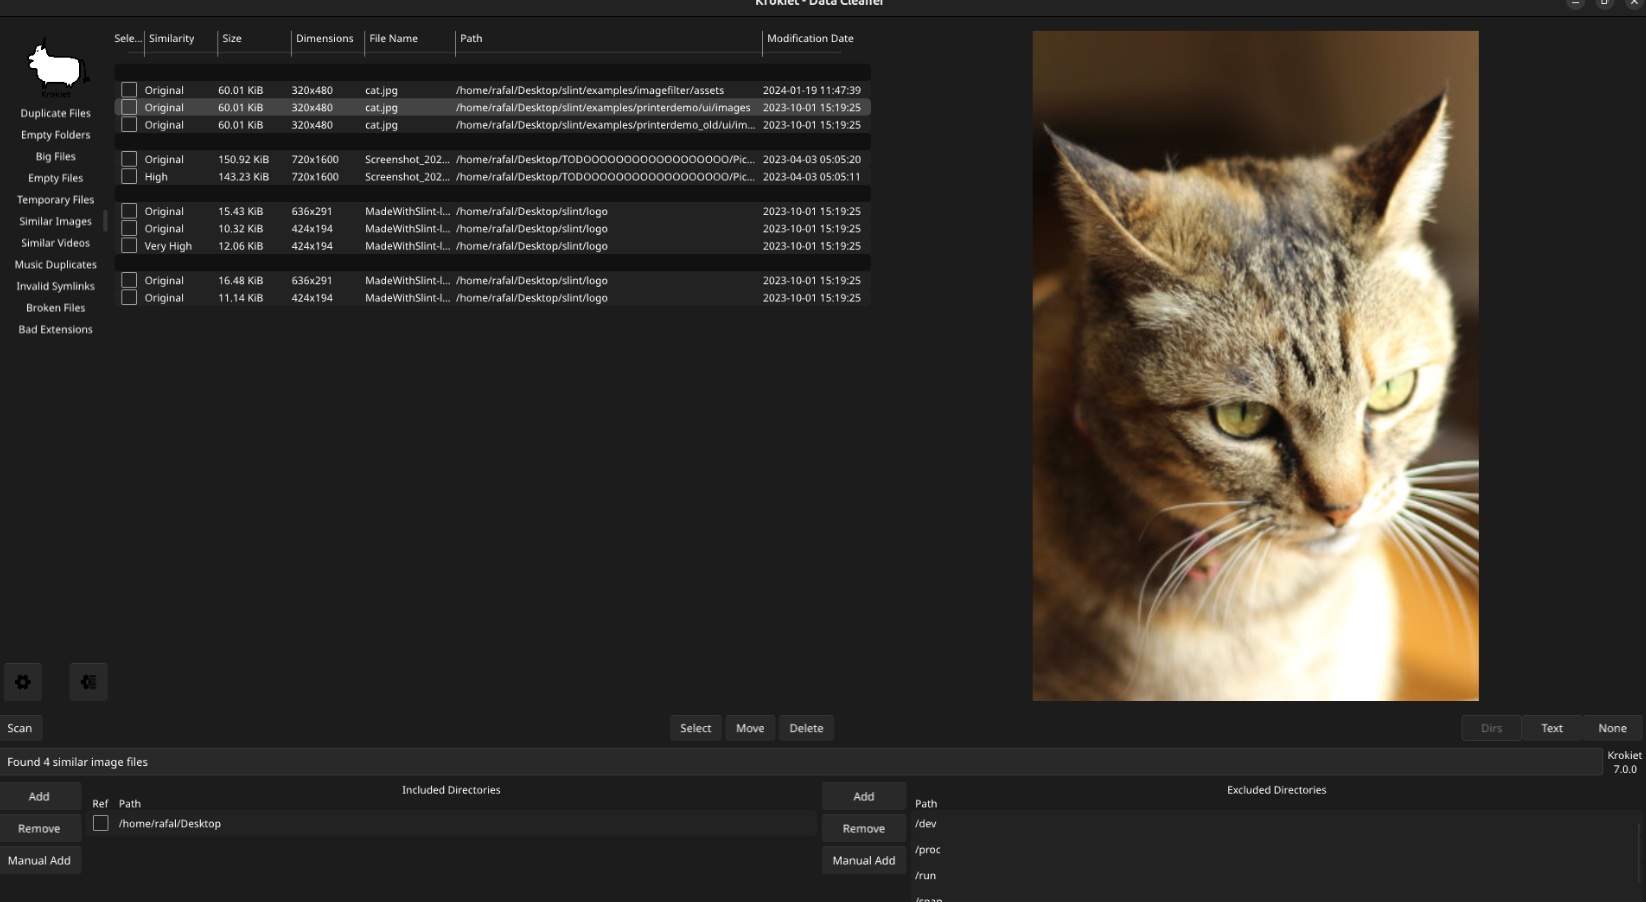 Krokiet - Data Cleaner
Krokiet
Duplicate Files
Empty Folders
Big Files
Empty Files
Temporary Files
Similar Images
Similar Videos
Music Duplicates
Invalid Symlinks
Broken Files
Bad Extensions
Sele... Similarity Size Dimensions File Name Path Modification Date
Original 60.01 KiB 320x480 cat.jpg /home/rafal/Desktop/slint/examples/imagefilter/assets 2024-01-19 11:47:39
Original 60.01 KiB 320x480 cat.jpg /home/rafal/Desktop/slint/examples/printerdemo/ui/images 2023-10-01 15:19:25
Original 60.01 KiB 320x480 cat.jpg /home/rafal/Desktop/slint/examples/printerdemo_old/ui/im... 2023-10-01 15:19:25
Original 150.92 KiB 720x1600 Screenshot_202... /home/rafal/Desktop/TODOOOOOOOOOOOOOOOOOO/Pic... 2023-04-03 05:05:20
High 143.23 KiB 720x1600 Screenshot_202... /home/rafal/Desktop/TODOOOOOOOOOOOOOOOOOO/Pic... 2023-04-03 05:05:11
Original 15.43 KiB 636x291 MadeWithSlint-l... /home/rafal/Desktop/slint/logo 2023-10-01 15:19:25
Original 10.32 KiB 424x194 MadeWithSlint-l... /home/rafal/Desktop/slint/logo 2023-10-01 15:19:25
Very High 12.06 KiB 424x194 MadeWithSlint-l... /home/rafal/Desktop/slint/logo 2023-10-01 15:19:25
Original 16.48 KiB 636x291 MadeWithSlint-l... /home/rafal/Desktop/slint/logo 2023-10-01 15:19:25
Original 11.14 KiB 424x194 MadeWithSlint-l... /home/rafal/Desktop/slint/logo 2023-10-01 15:19:25
Scan Select Move Delete Dirs Text None
Found 4 similar image files
Krokiet
7.0.0
Add
Remove
Manual Add
Included Directories
Ref Path
/home/rafal/Desktop
Add
Remove
Manual Add
Excluded Directories
Path
/dev
/proc
/run
/snap